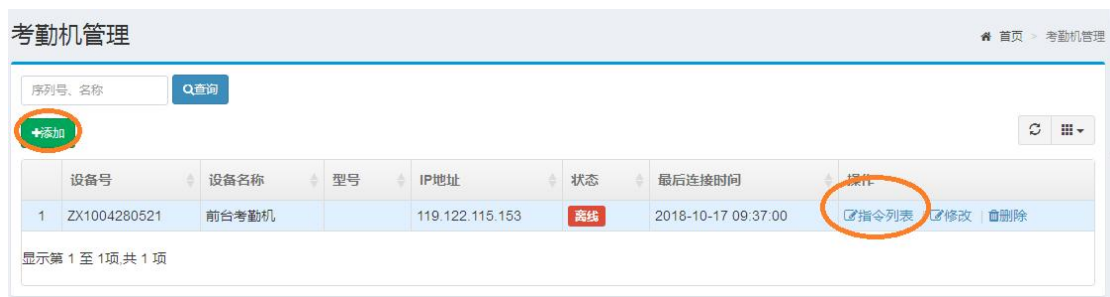 考勤机管理
首页 > 考勤机管理
序列号、名称 查询
+添加
设备号 设备名称 型号 IP地址 状态 最后连接时间 操作
1 ZX1004280521 前台考勤机 119.122.115.153 离线 2018-10-17 09:37:00 指令列表 | 修改 | 删除
显示第 1 至 1项,共 1 项